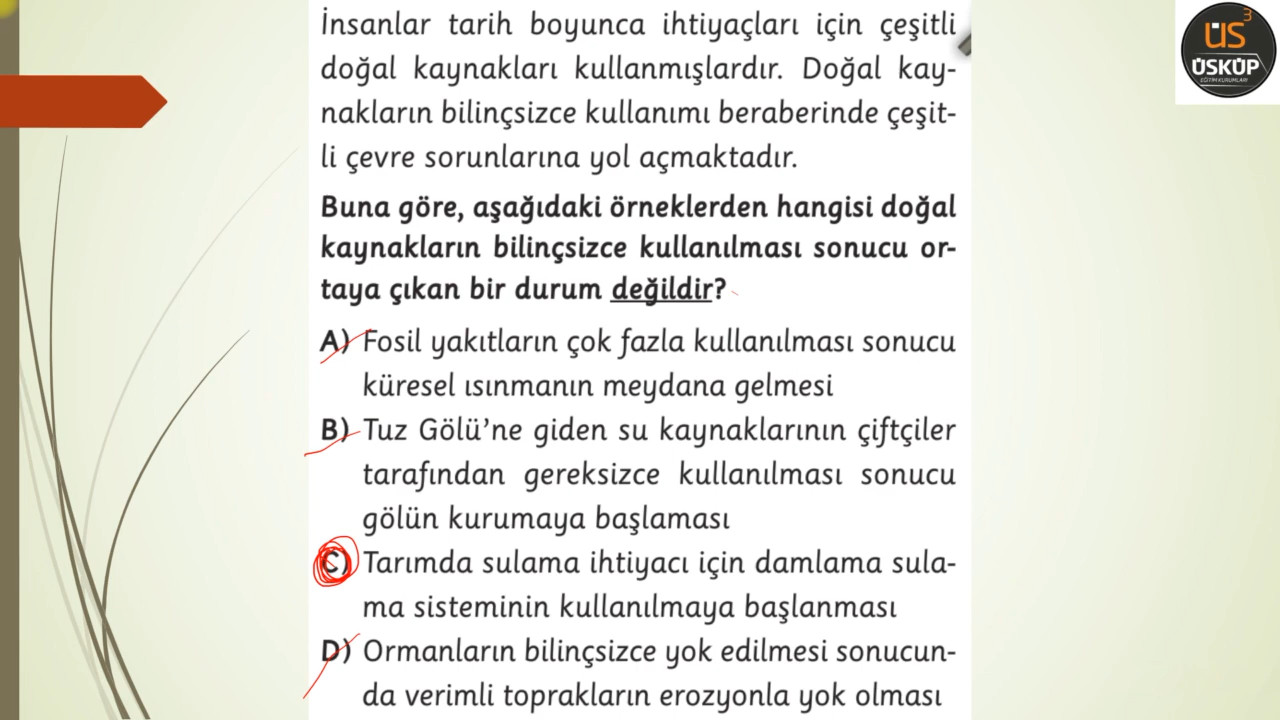 İnsanlar tarih boyunca ihtiyaçları için çeşitli
doğal kaynakları kullanmışlardır. Doğal kay-
nakların bilinçsizce kullanımı beraberinde çeşit-
li çevre sorunlarına yol açmaktadır.
Buna göre, aşağıdaki örneklerden hangisi doğal
kaynakların bilinçsizce kullanılması sonucu or-
taya çıkan bir durum değildir?
A) Fosil yakıtların çok fazla kullanılması sonucu
küresel ısınmanın meydana gelmesi
B) Tuz Gölü’ne giden su kaynaklarının çiftçiler
tarafından gereksizce kullanılması sonucu
gölün kurumaya başlaması
C) Tarımda sulama ihtiyacı için damlama sula-
ma sisteminin kullanılmaya başlanması
D) Ormanların bilinçsizce yok edilmesi sonucun-
da verimli toprakların erozyonla yok olması
ÜS3
ÜSKÜP
EĞİTİM KURUMLARI